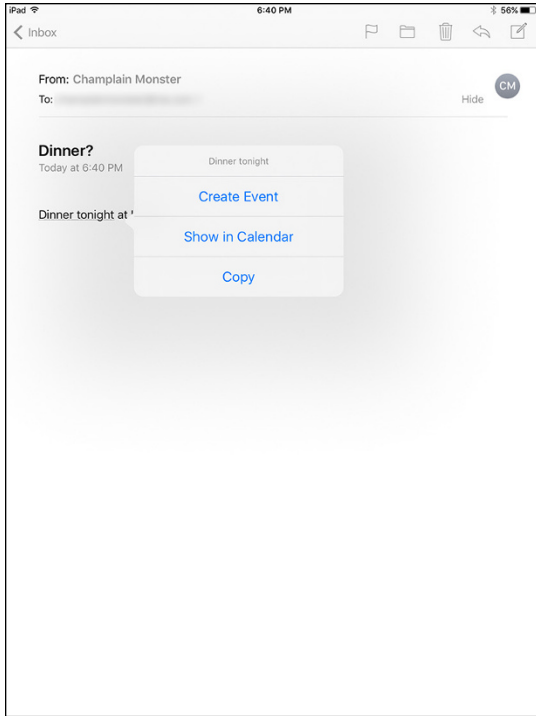 iPad 6:40 PM 56%
Inbox
From: Champlain Monster
To:
Hide
CM
Dinner?
Today at 6:40 PM
Dinner tonight at
Dinner tonight
Create Event
Show in Calendar
Copy